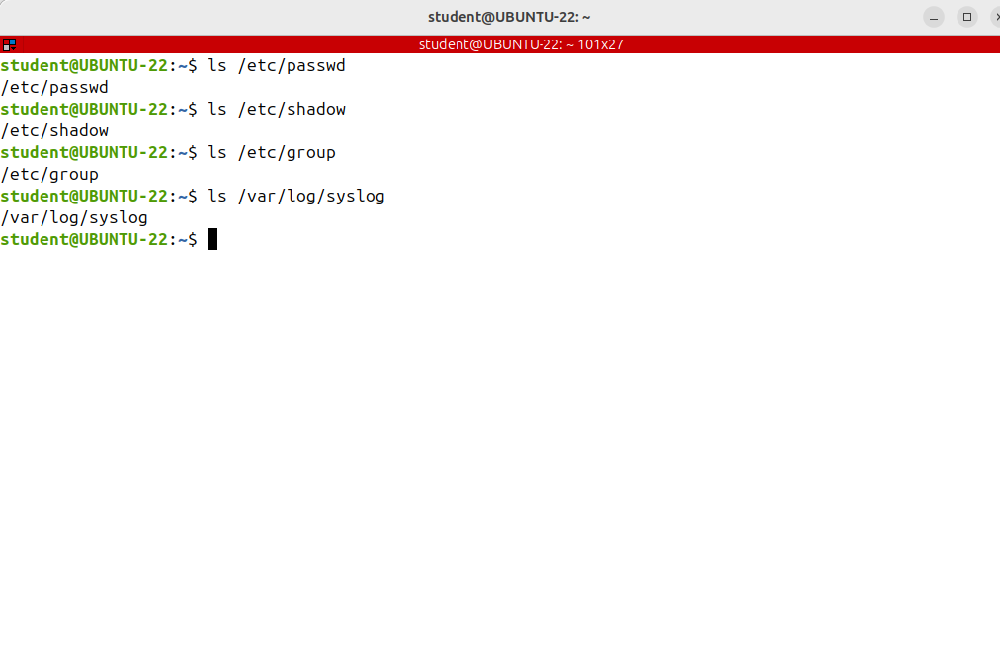 student@UBUNTU-22: ~
student@UBUNTU-22: ~ 101x27
student@UBUNTU-22:~$ ls /etc/passwd
/etc/passwd
student@UBUNTU-22:~$ ls /etc/shadow
/etc/shadow
student@UBUNTU-22:~$ ls /etc/group
/etc/group
student@UBUNTU-22:~$ ls /var/log/syslog
/var/log/syslog
student@UBUNTU-22:~$